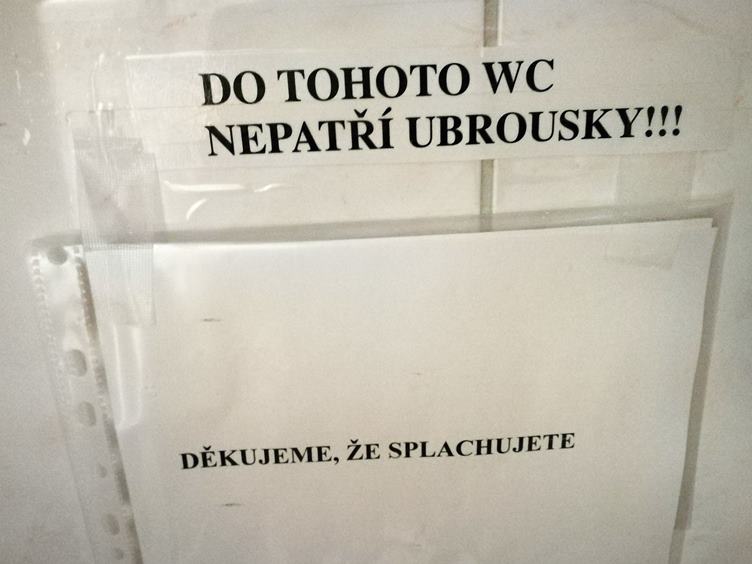 DO TOHOTO WC
NEPATŘÍ UBROUSKY!!!
DĚKUJEME, ŽE SPLACHUJETE